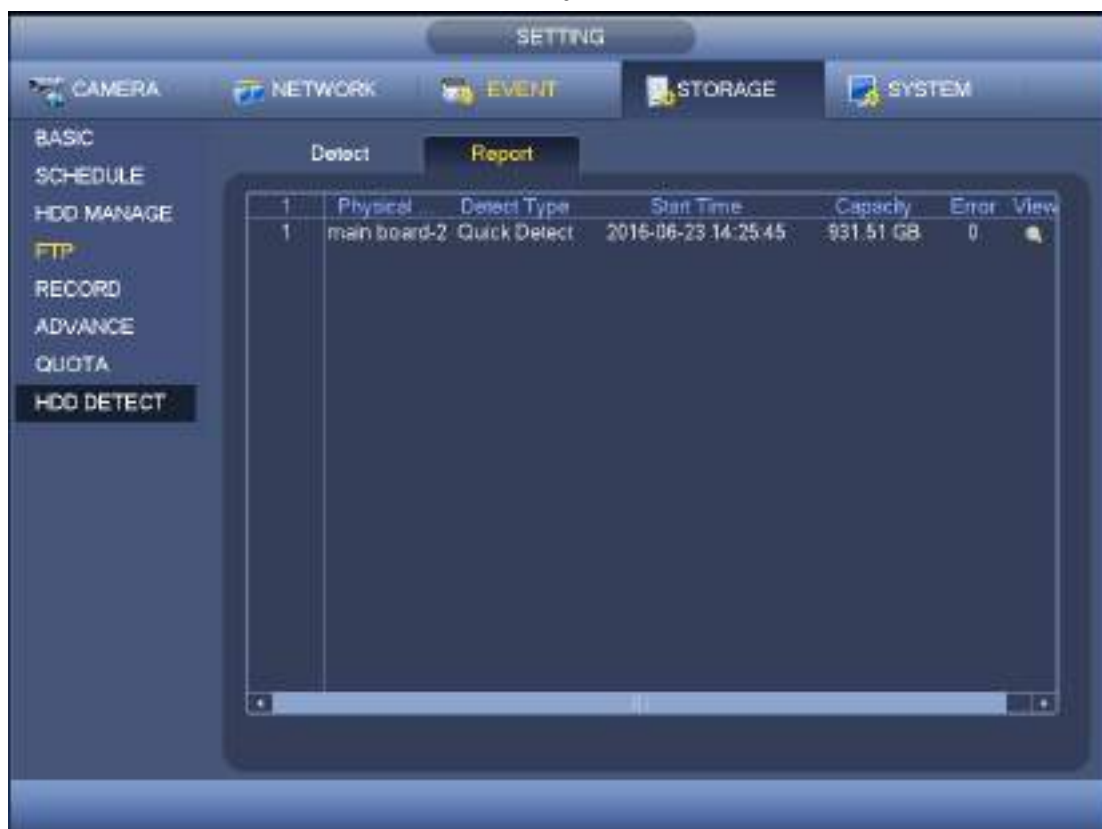 SETTING
CAMERA NETWORK EVENT STORAGE SYSTEM
BASIC
SCHEDULE
HDD MANAGE
FTP
RECORD
ADVANCE
QUOTA
HDD DETECT
Detect Report
1 Physical... Detect Type Start Time Capacity Error View
1 main board-2 Quick Detect 2016-06-23 14:25:45 931.51 GB 0